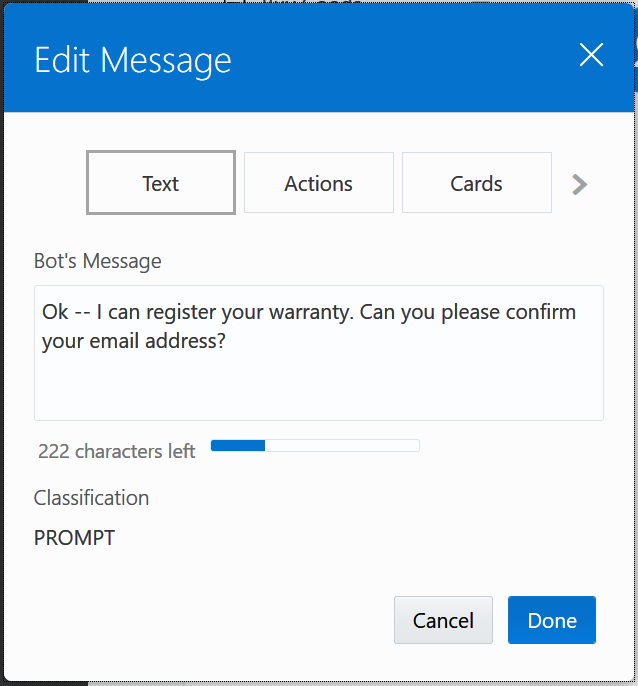 Edit Message
Text
Actions
Cards
Bot's Message
Ok -- I can register your warranty. Can you please confirm
your email address?
222 characters left
Classification
PROMPT
Cancel
Done